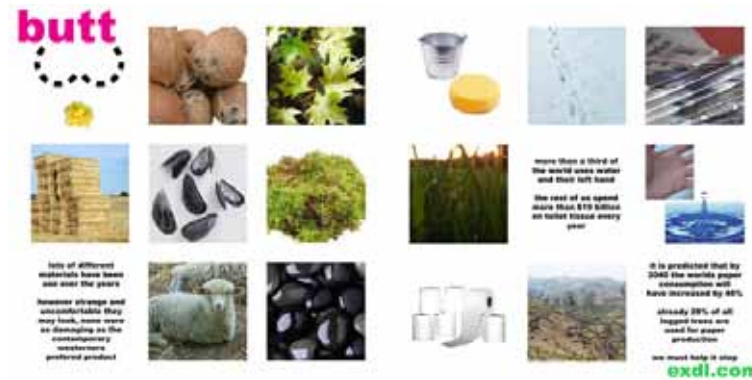 butt
more than a third of
the world uses water
and their left hand
the rest of us spend
more than $19 billion
on toilet tissue every
year
lots of different
materials have been
use over the years
however strange and
uncomfortable they
may look, none were
as damaging as the
contemporary
westerners
preferred product
it is predicted that by
2040 the worlds paper
consumption will
have increased by
already of all
logged trees are
used for paper
production
we must help it stop
exdl.com